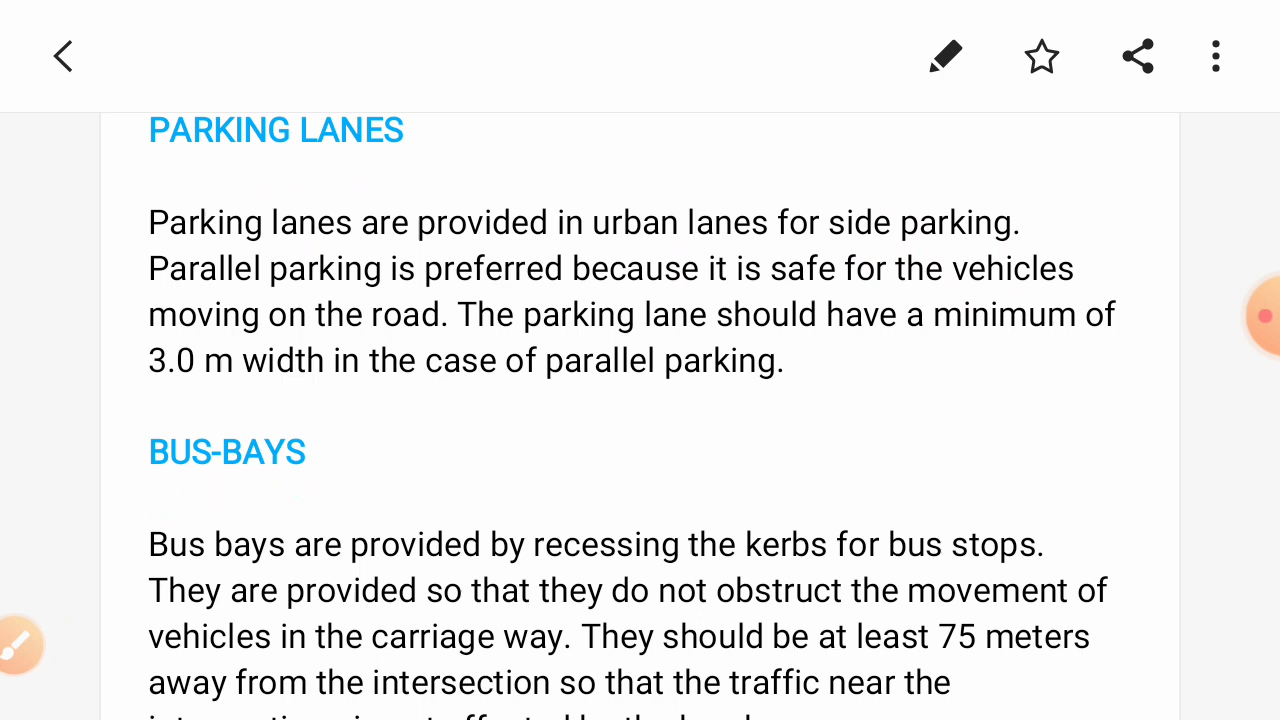 PARKING LANES
Parking lanes are provided in urban lanes for side parking.
Parallel parking is preferred because it is safe for the vehicles
moving on the road. The parking lane should have a minimum of
3.0 m width in the case of parallel parking.
BUS-BAYS
Bus bays are provided by recessing the kerbs for bus stops.
They are provided so that they do not obstruct the movement of
vehicles in the carriage way. They should be at least 75 meters
away from the intersection so that the traffic near the